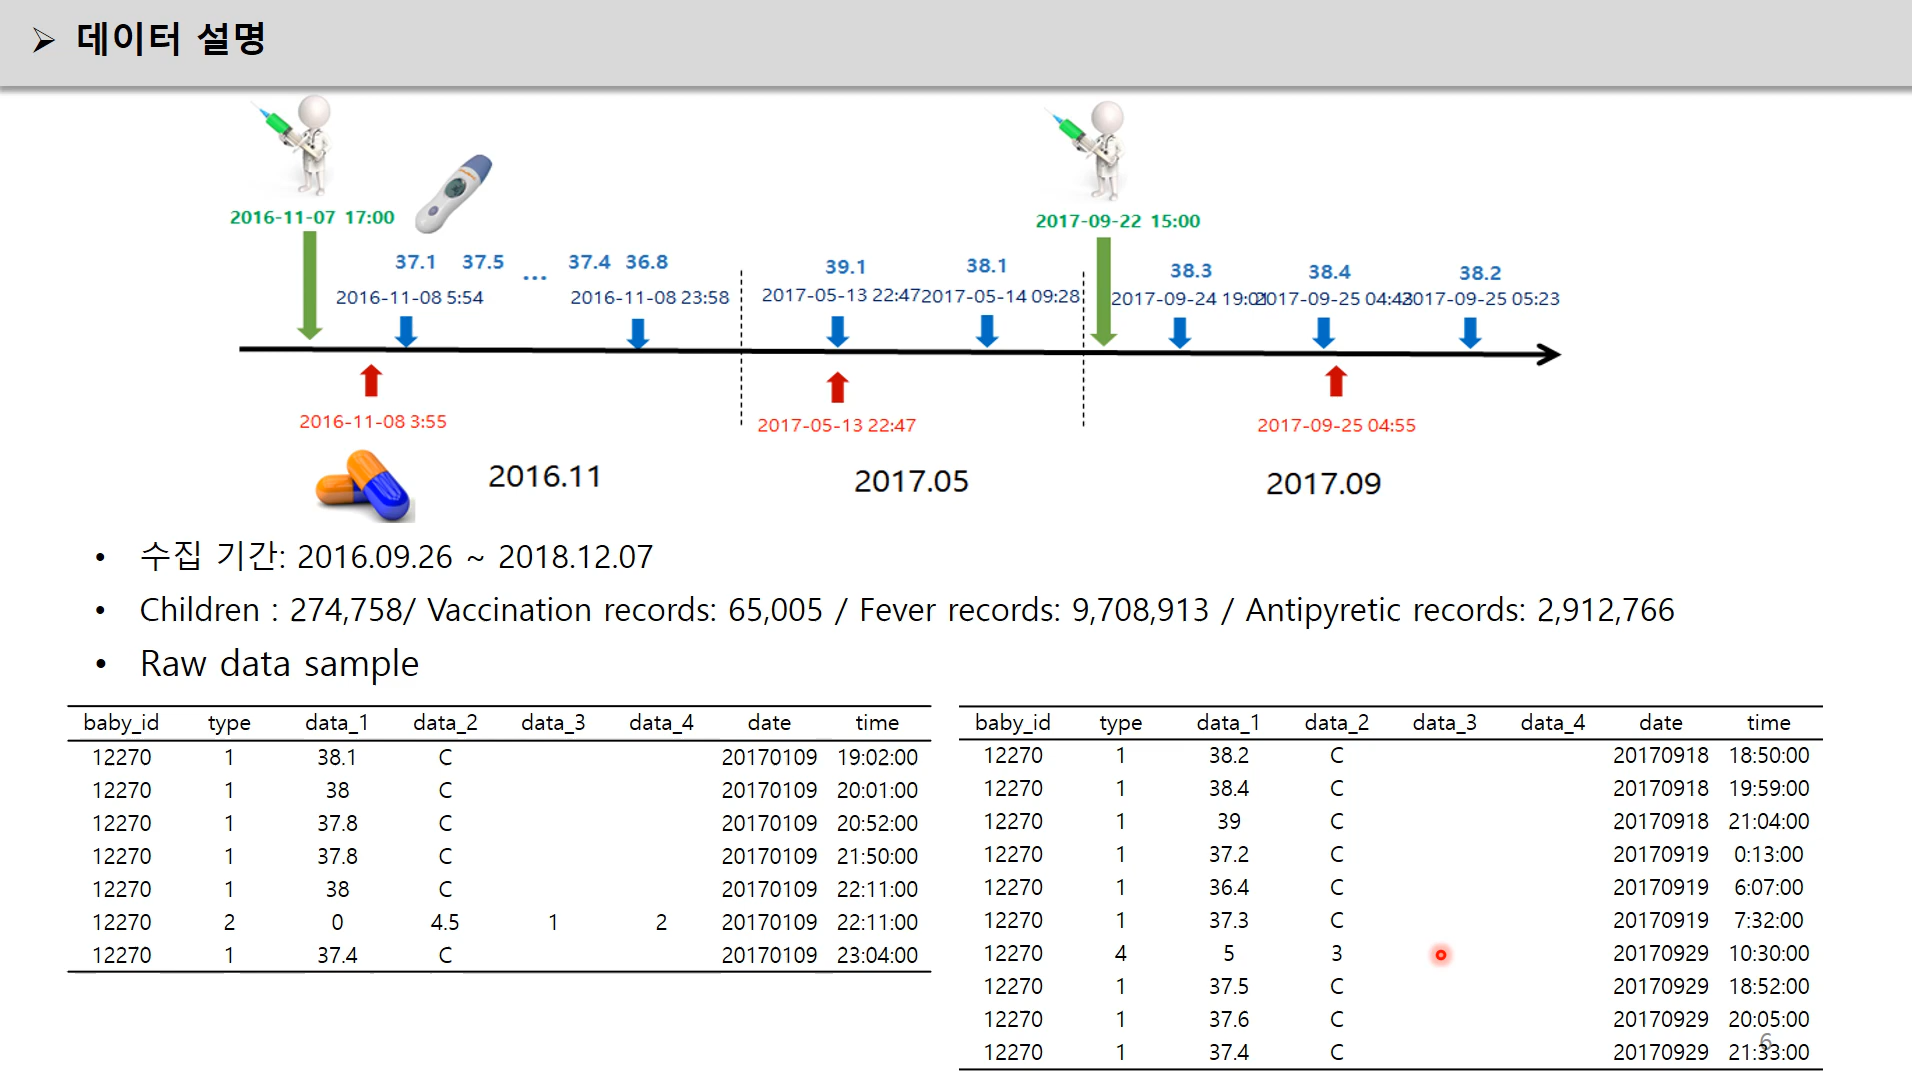 ➢ 데이터 설명
2016-11-07 17:00
2017-09-22 15:00
37.1 37.5 ... 37.4 36.8
39.1 38.1
38.3 38.4 38.2
2016-11-08 5:54 2016-11-08 23:58
2017-05-13 22:47 2017-05-14 09:28
2017-09-24 19:01 2017-09-25 04:43 2017-09-25 05:23
2016-11-08 3:55
2017-05-13 22:47
2017-09-25 04:55
2016.11
2017.05
2017.09
• 수집 기간: 2016.09.26 ~ 2018.12.07
• Children : 274,758/ Vaccination records: 65,005 / Fever records: 9,708,913 / Antipyretic records: 2,912,766
• Raw data sample
baby_id type data_1 data_2 data_3 data_4 date time
12270 1 38.1 C 20170109 19:02:00
12270 1 38 C 20170109 20:01:00
12270 1 37.8 C 20170109 20:52:00
12270 1 37.8 C 20170109 21:50:00
12270 1 38 C 20170109 22:11:00
12270 2 0 4.5 1 2 20170109 22:11:00
12270 1 37.4 C 20170109 23:04:00
baby_id type data_1 data_2 data_3 data_4 date time
12270 1 38.2 C 20170918 18:50:00
12270 1 38.4 C 20170918 19:59:00
12270 1 39 C 20170918 21:04:00
12270 1 37.2 C 20170919 0:13:00
12270 1 36.4 C 20170919 6:07:00
12270 1 37.3 C 20170919 7:32:00
12270 4 5 3 20170929 10:30:00
12270 1 37.5 C 20170929 18:52:00
12270 1 37.6 C 20170929 20:05:00
12270 1 37.4 C 20170929 21:33:00
6